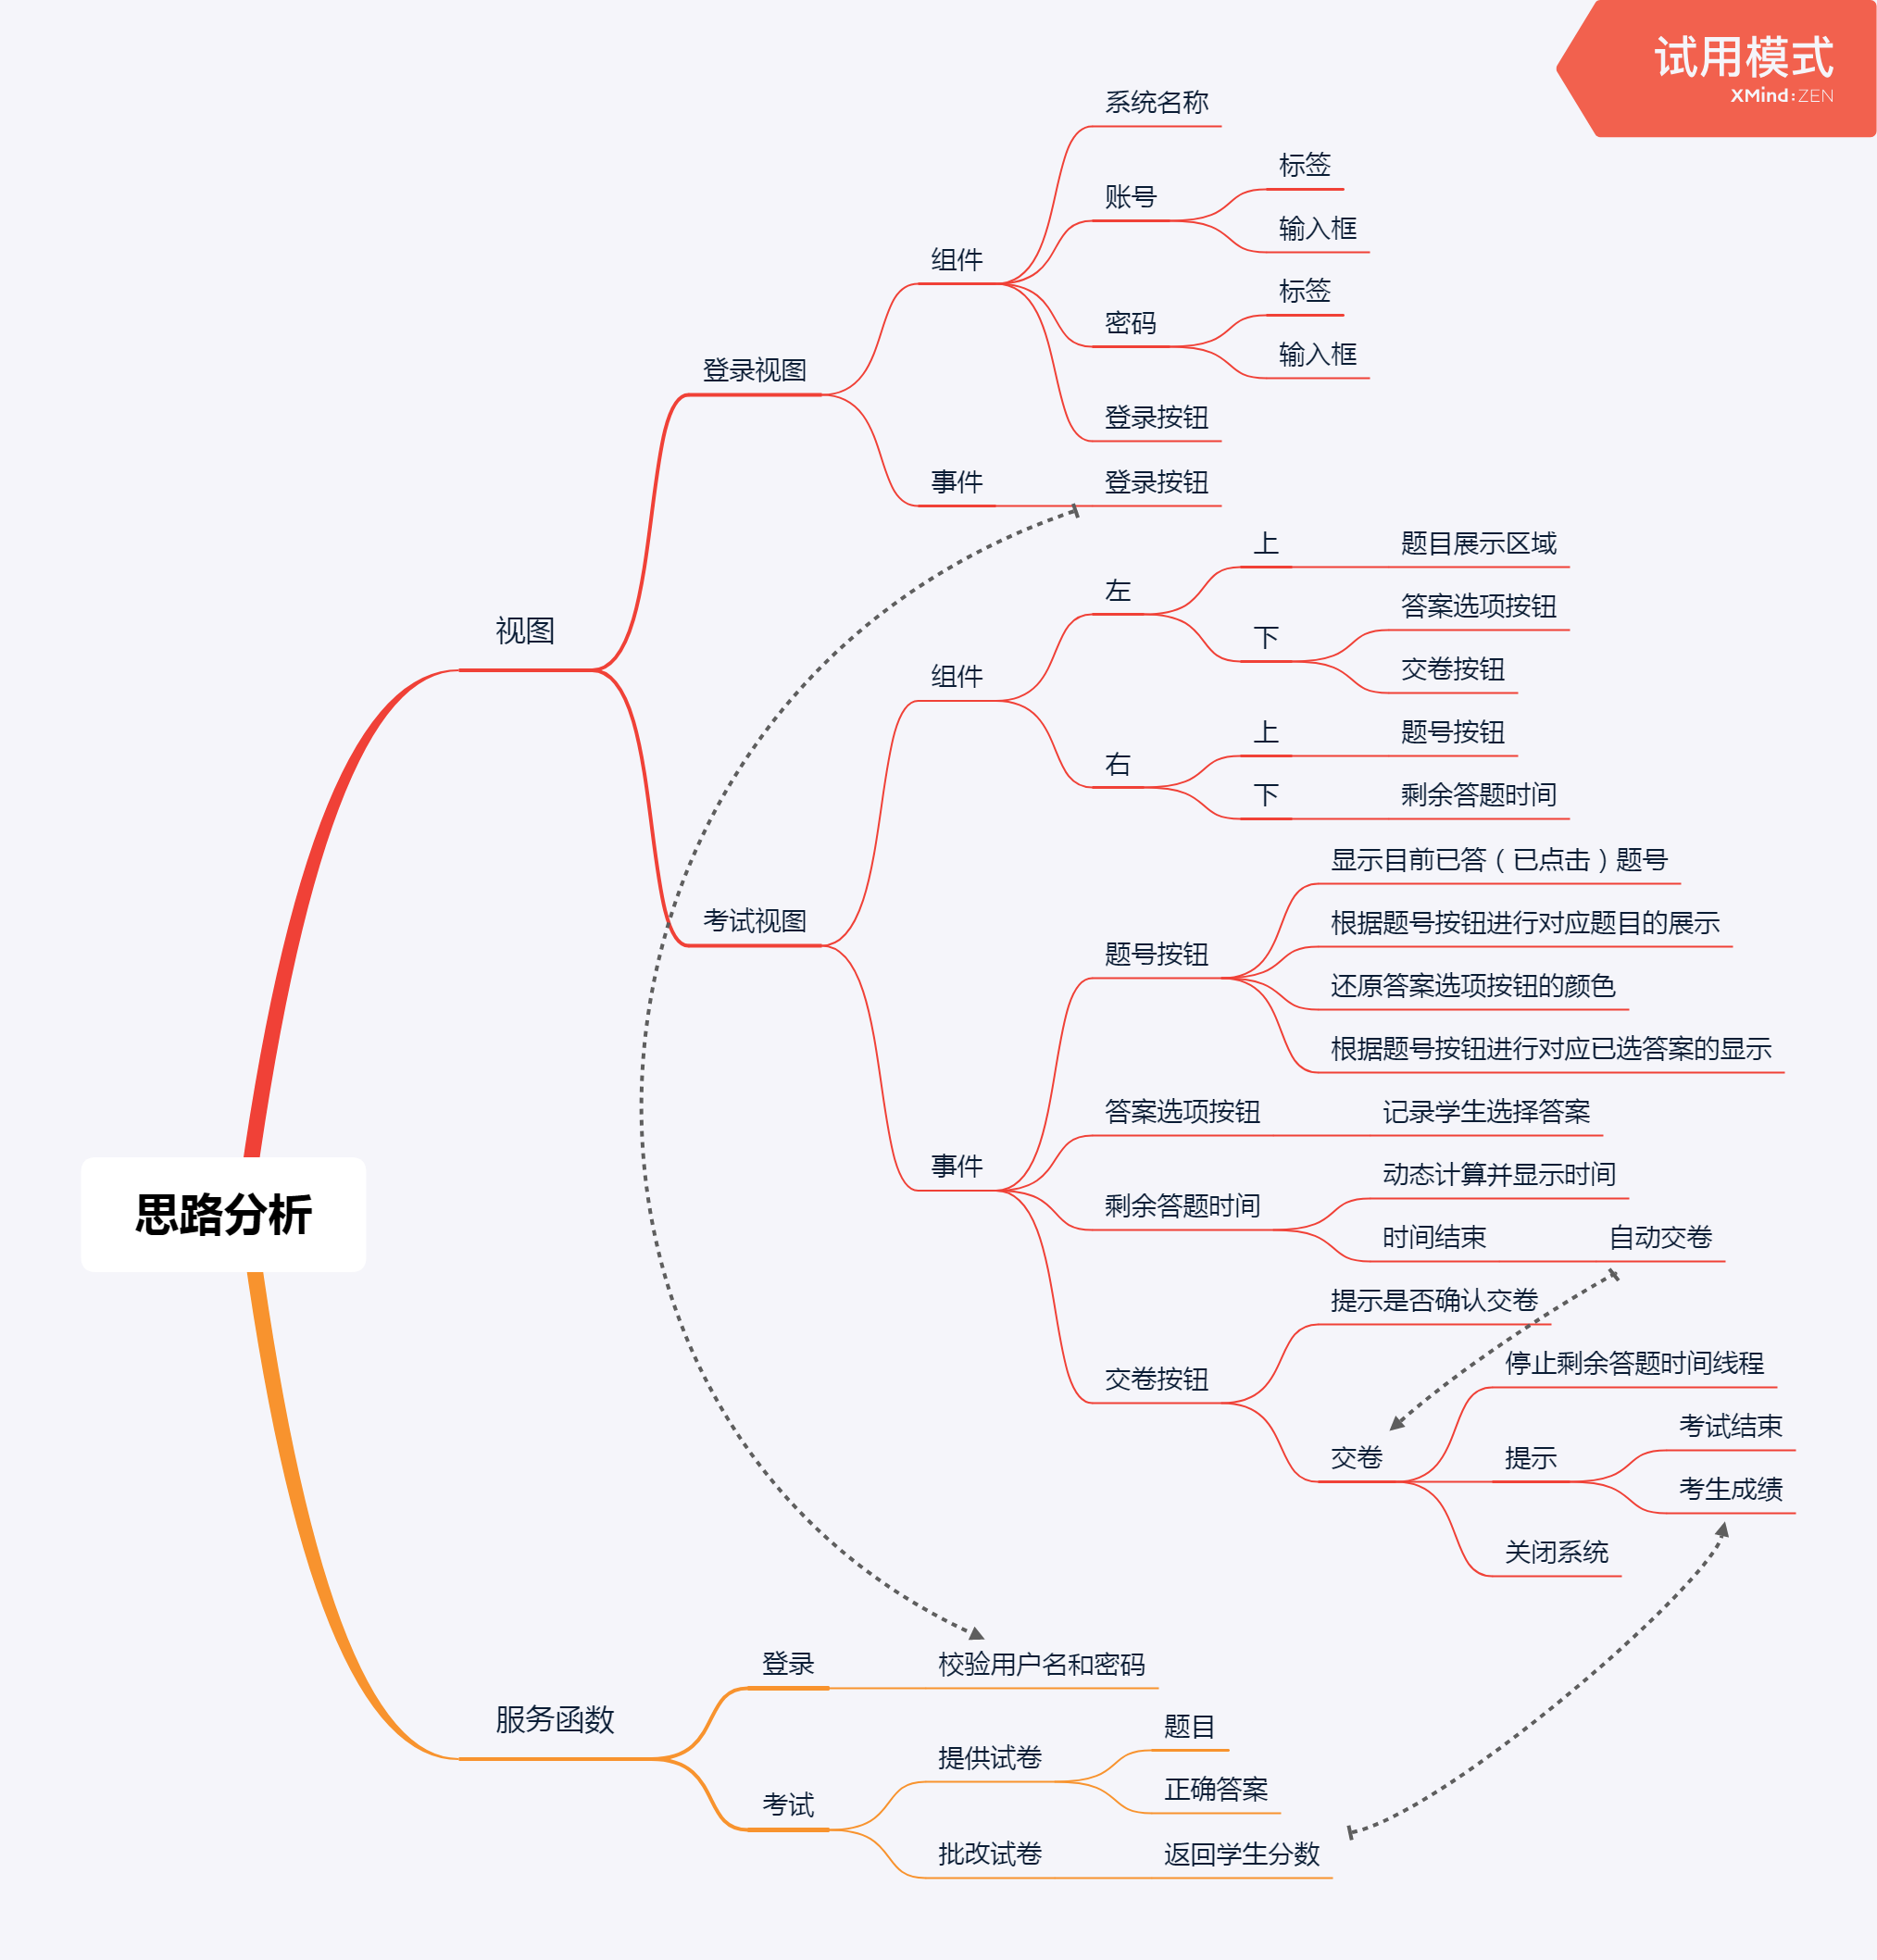 试用模式
XMind:ZEN
系统名称
标签
账号
输入框
组件
标签
密码
输入框
登录视图
登录按钮
事件
登录按钮
上
题目展示区域
左
答案选项按钮
视图
下
交卷按钮
组件
上
题号按钮
右
下
剩余答题时间
显示目前已答（已点击）题号
考试视图
根据题号按钮进行对应题目的展示
题号按钮
还原答案选项按钮的颜色
根据题号按钮进行对应已选答案的显示
答案选项按钮
记录学生选择答案
事件
动态计算并显示时间
剩余答题时间
思路分析
时间结束
自动交卷
提示是否确认交卷
停止剩余答题时间线程
交卷按钮
考试结束
交卷
提示
考生成绩
关闭系统
登录
校验用户名和密码
服务函数
题目
提供试卷
正确答案
考试
批改试卷
返回学生分数